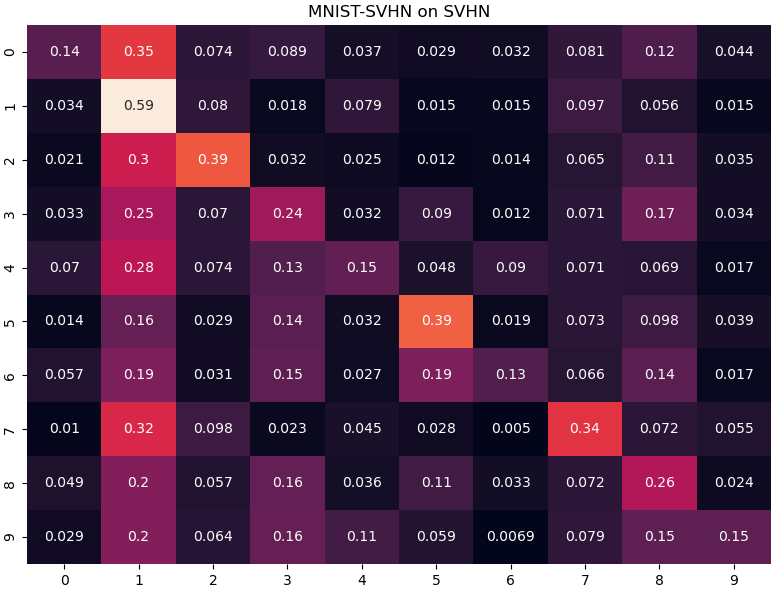 MNIST-SVHN on SVHN
0 0.14 0.35 0.074 0.089 0.037 0.029 0.032 0.081 0.12 0.044
1 0.034 0.59 0.08 0.018 0.079 0.015 0.015 0.097 0.056 0.015
2 0.021 0.3 0.39 0.032 0.025 0.012 0.014 0.065 0.11 0.035
3 0.033 0.25 0.07 0.24 0.032 0.09 0.012 0.071 0.17 0.034
4 0.07 0.28 0.074 0.13 0.15 0.048 0.09 0.071 0.069 0.017
5 0.014 0.16 0.029 0.14 0.032 0.39 0.019 0.073 0.098 0.039
6 0.057 0.19 0.031 0.15 0.027 0.19 0.13 0.066 0.14 0.017
7 0.01 0.32 0.098 0.023 0.045 0.028 0.005 0.34 0.072 0.055
8 0.049 0.2 0.057 0.16 0.036 0.11 0.033 0.072 0.26 0.024
9 0.029 0.2 0.064 0.16 0.11 0.059 0.0069 0.079 0.15 0.15
0 1 2 3 4 5 6 7 8 9